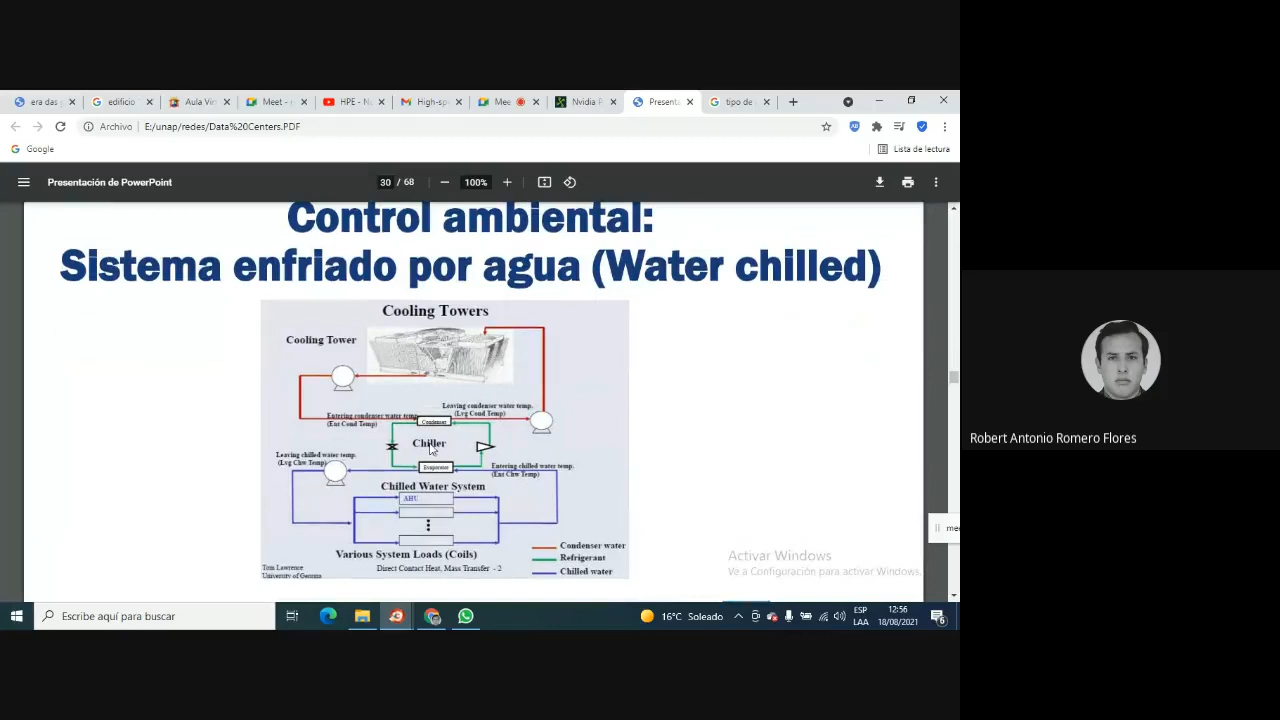 era das
edificio
Aula Vir
Meet -
HPE - N
High-sp
Mee
Nvidia P
Presenta
tipo de
Archivo
E:/unap/redes/Data%20Centers.PDF
Google
Lista de lectura
Presentación de PowerPoint
30 / 68
100%
Control ambiental:
Sistema enfriado por agua (Water chilled)
Cooling Towers
Cooling Tower
Leaving condenser water temp.
(Lvg Cond Temp)
Entering condenser water temp.
(Ent Cond Temp)
Condenser
Chiller
Leaving chilled water temp.
(Lvg Chw Temp)
Evaporator
Entering chilled water temp.
(Ent Chw Temp)
Chilled Water System
AHU
Various System Loads (Coils)
Condenser water
Refrigerant
Chilled water
Tom Lawrence
University of Georgia
Direct Contact Heat, Mass Transfer - 2
Activar Windows
Ve a Configuración para activar Windows.
Escribe aquí para buscar
16°C Soleado
ESP
LAA
12:56
18/08/2021
6
Robert Antonio Romero Flores